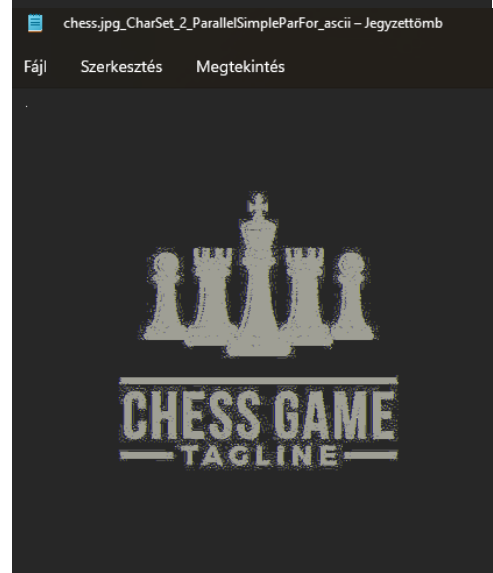 chess.jpg_CharSet_2_ParallelSimpleParFor_ascii – Jegyzettömb
Fájl Szerkesztés Megtekintés
.
CHESS GAME
TAGLINE